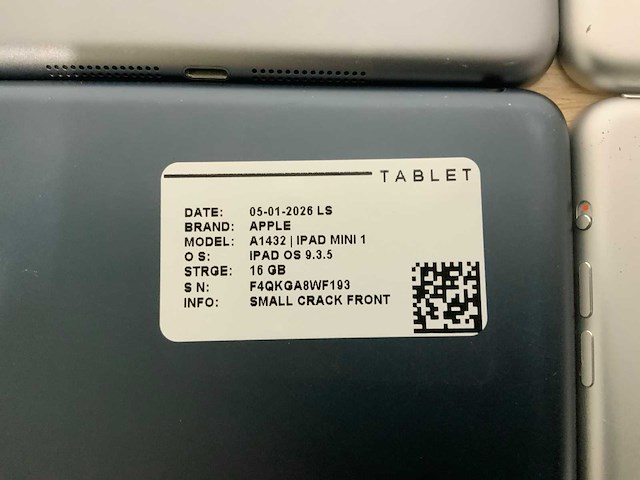 TABLET
DATE: 05-01-2026 LS
BRAND: APPLE
MODEL: A1432 | IPAD MINI 1
O S: IPAD OS 9.3.5
STRGE: 16 GB
S N: F4QKGA8WF193
INFO: SMALL CRACK FRONT